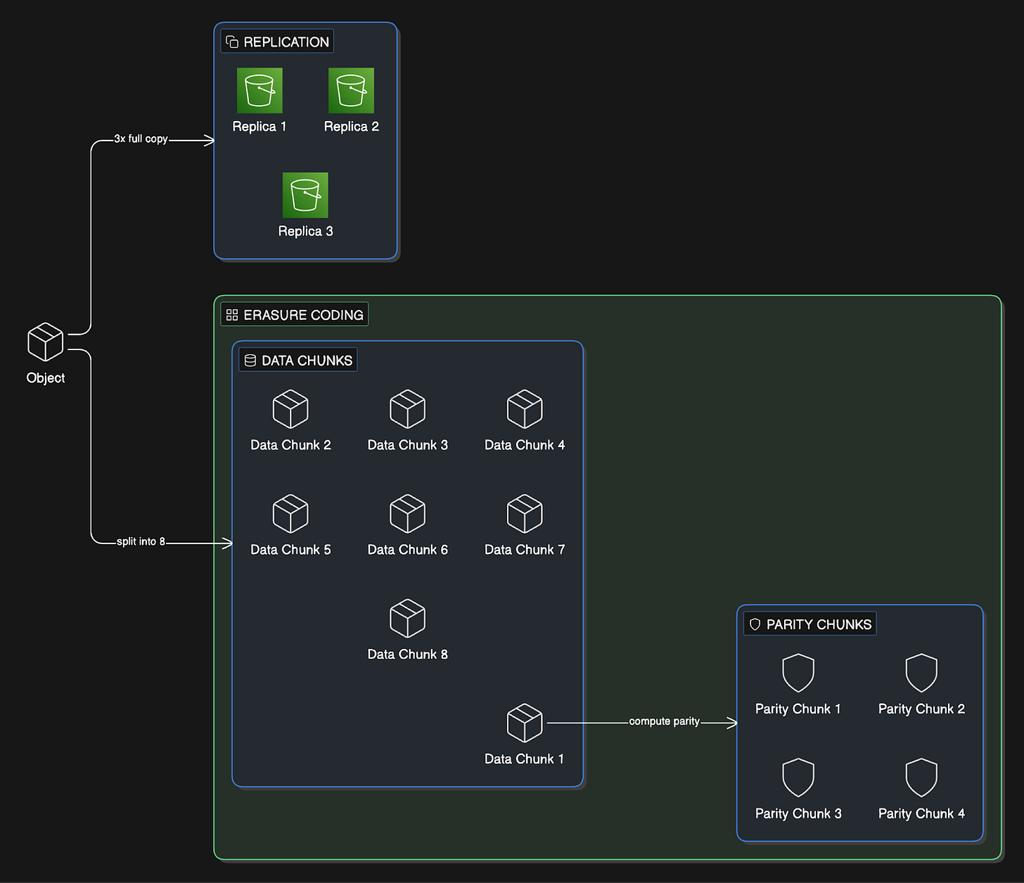 REPLICATION
Replica 1
Replica 2
3x full copy
Replica 3
ERASURE CODING
Object
DATA CHUNKS
Data Chunk 2
Data Chunk 3
Data Chunk 4
split into 8
Data Chunk 5
Data Chunk 6
Data Chunk 7
Data Chunk 8
Data Chunk 1
compute parity
PARITY CHUNKS
Parity Chunk 1
Parity Chunk 2
Parity Chunk 3
Parity Chunk 4